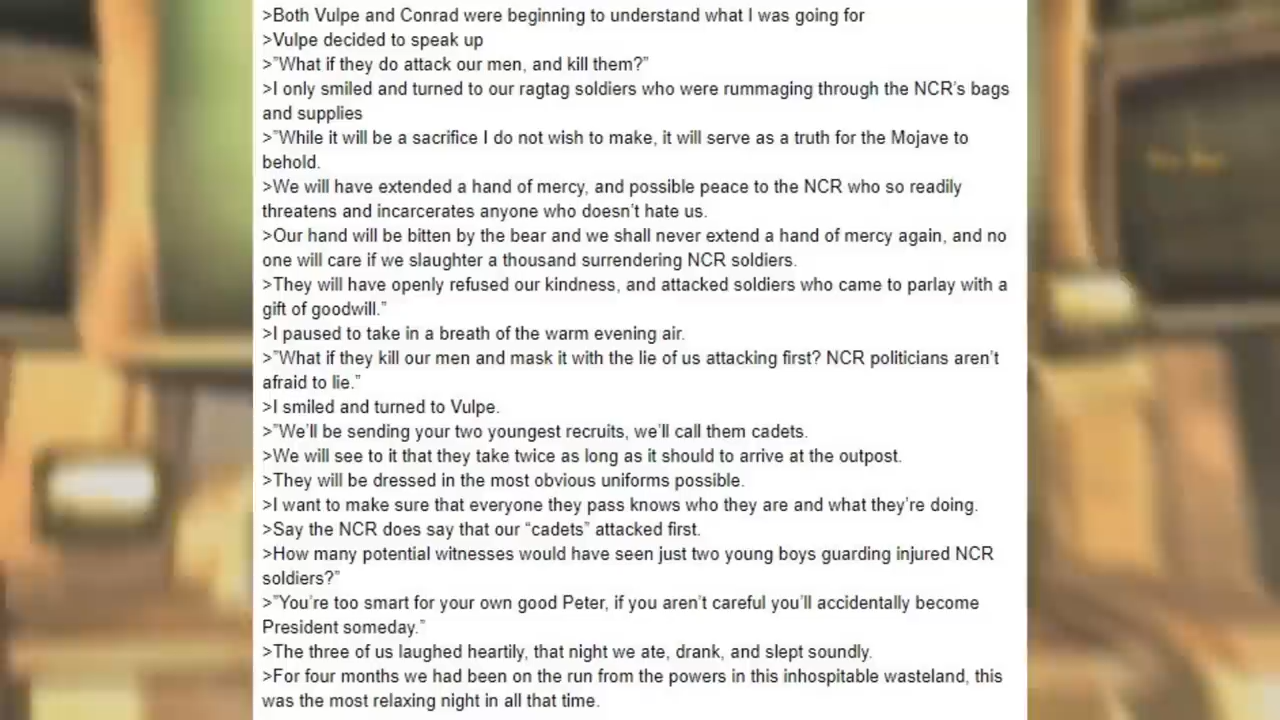 >Both Vulpe and Conrad were beginning to understand what I was going for
>Vulpe decided to speak up
>"What if they do attack our men, and kill them?"
>I only smiled and turned to our ragtag soldiers who were rummaging through the NCR's bags
and supplies
>"While it will be a sacrifice I do not wish to make, it will serve as a truth for the Mojave to
behold.
>We will have extended a hand of mercy, and possible peace to the NCR who so readily
threatens and incarcerates anyone who doesn't hate us.
>Our hand will be bitten by the bear and we shall never extend a hand of mercy again, and no
one will care if we slaughter a thousand surrendering NCR soldiers.
>They will have openly refused our kindness, and attacked soldiers who came to parlay with a
gift of goodwill."
>I paused to take in a breath of the warm evening air.
>"What if they kill our men and mask it with the lie of us attacking first? NCR politicians aren't
afraid to lie."
>I smiled and turned to Vulpe.
>"We'll be sending your two youngest recruits, we'll call them cadets.
>We will see to it that they take twice as long as it should to arrive at the outpost.
>They will be dressed in the most obvious uniforms possible.
>I want to make sure that everyone they pass knows who they are and what they're doing.
>Say the NCR does say that our "cadets" attacked first.
>How many potential witnesses would have seen just two young boys guarding injured NCR
soldiers?"
>"You're too smart for your own good Peter, if you aren't careful you'll accidentally become
President someday."
>The three of us laughed heartily, that night we ate, drank, and slept soundly.
>For four months we had been on the run from the powers in this inhospitable wasteland, this
was the most relaxing night in all that time.